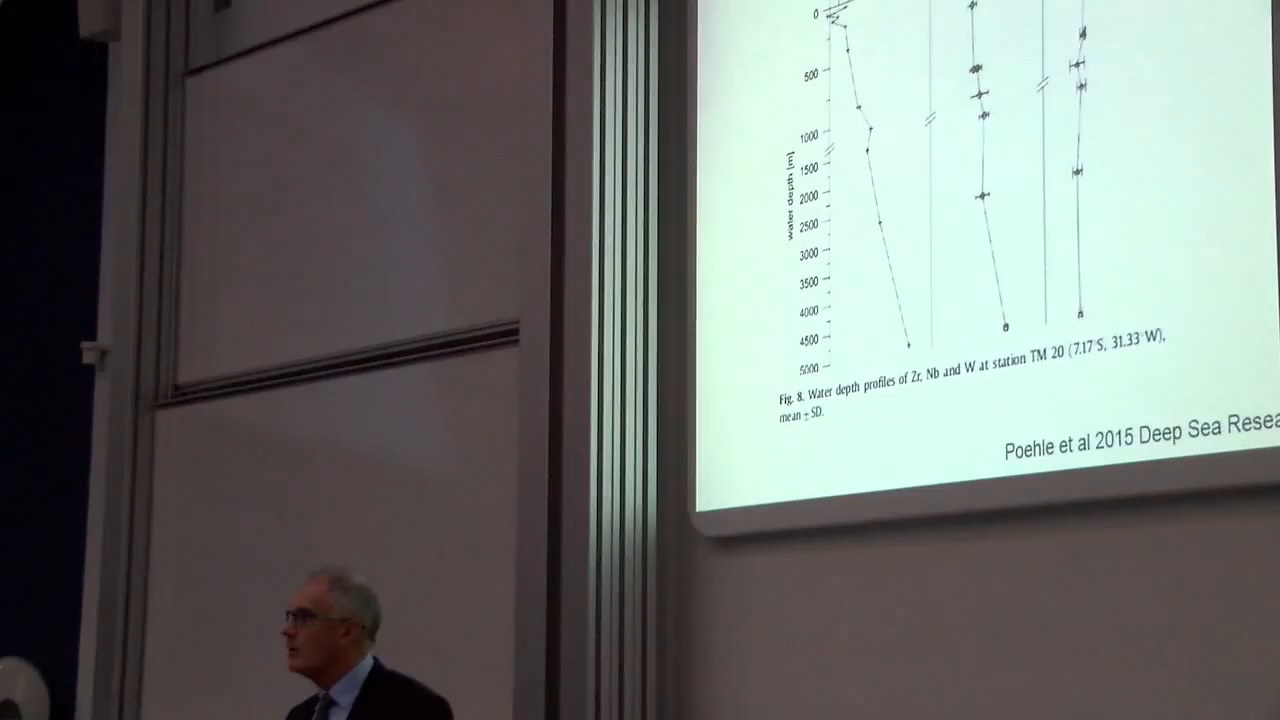 0
500
1000
1500
2000
2500
3000
3500
4000
4500
5000
water depth [m]
Fig. 8. Water depth profiles of Zr, Nb and W at station TM 20 (7.17°S, 31.33°W),
mean ± SD.
Poehle et al 2015 Deep Sea Resea